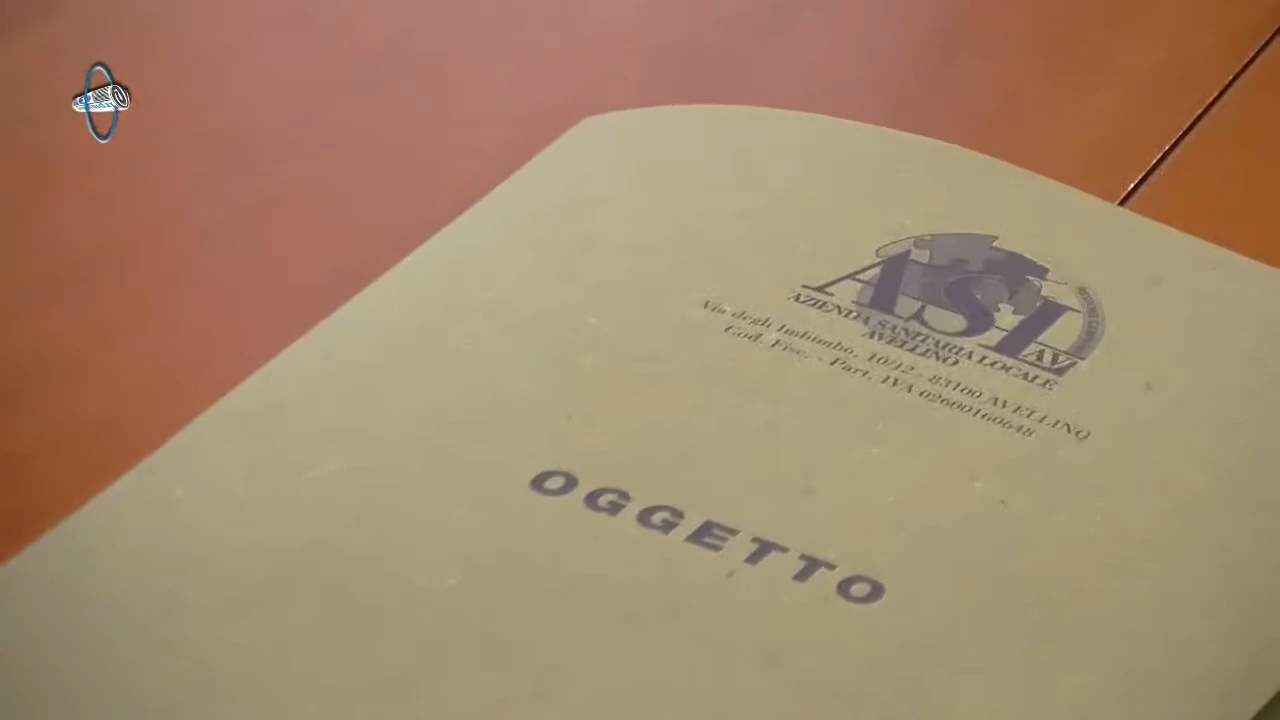 ASL
AV
AZIENDA SANITARIA LOCALE
AVELLINO
Via degli Imbimbo, 10/12 - 83100 AVELLINO
Cod. Fisc. - Part. IVA 02600160648
OGGETTO